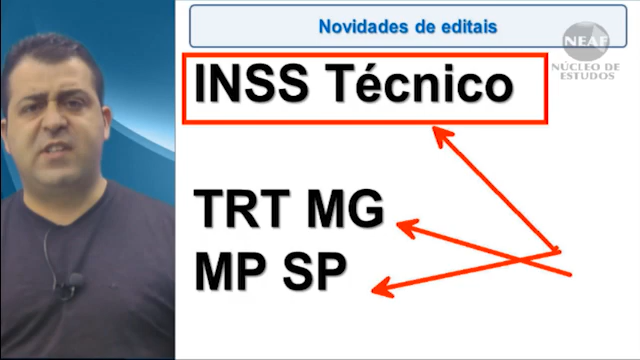 Novidades de editais
NEAF
NÚCLEO DE
ESTUDOS
INSS Técnico
TRT MG
MP SP